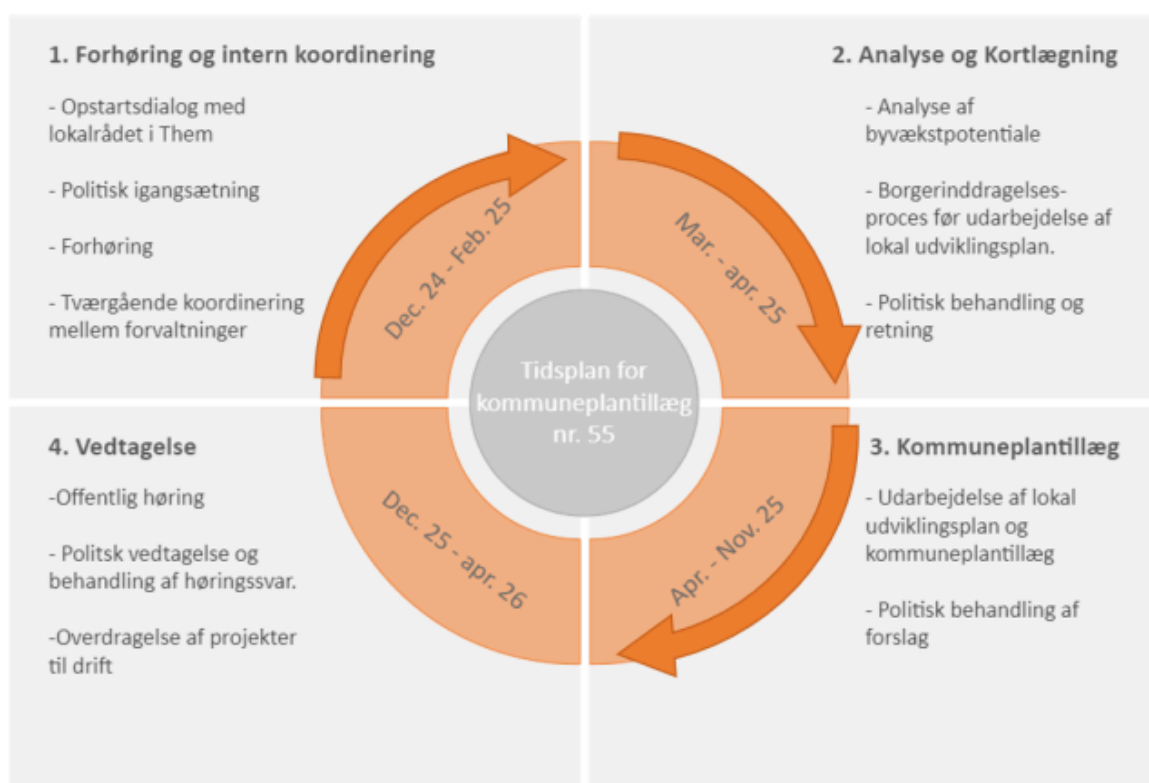 1. Forhøring og intern koordinering
- Opstartsdialog med
lokalrådet i Them
- Politisk igangsætning
- Forhøring
- Tværgående koordinering
mellem forvaltninger
Dec. 24 - Feb. 25
2. Analyse og Kortlægning
- Analyse af
byvækstpotentiale
- Borgerinddragelses-
proces før udarbejdelse af
lokal udviklingsplan.
- Politisk behandling og
retning
Mar. - apr. 25
Tidsplan for
kommuneplantillæg
nr. 55
3. Kommuneplantillæg
- Udarbejdelse af lokal
udviklingsplan og
kommuneplantillæg
- Politisk behandling af
forslag
Apr. - Nov. 25
4. Vedtagelse
-Offentlig høring
- Politsk vedtagelse og
behandling af høringssvar.
-Overdragelse af projekter
til drift
Dec. 25 - apr. 26